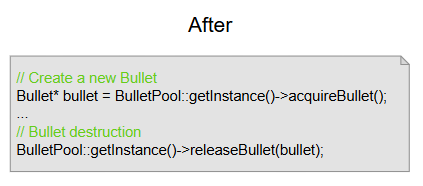 After
// Create a new Bullet
Bullet* bullet = BulletPool::getInstance()->acquireBullet();
...
// Bullet destruction
BulletPool::getInstance()->releaseBullet(bullet);